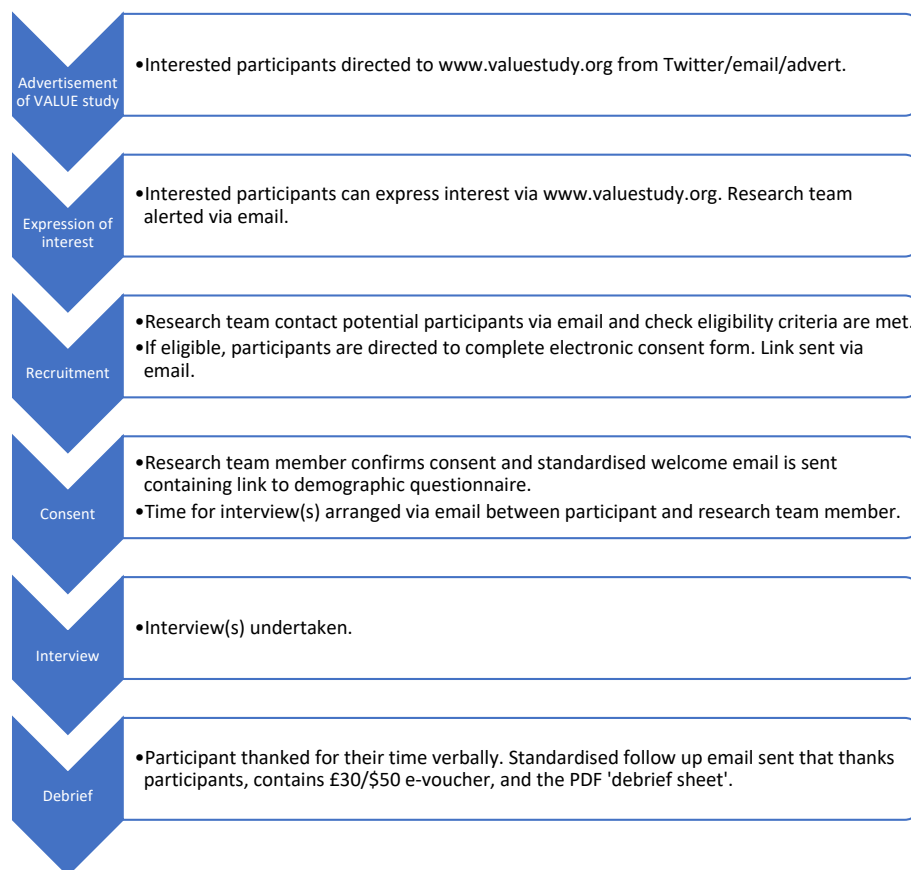 Advertisement
of VALUE study
•Interested participants directed to www.valuestudy.org from Twitter/email/advert.
Expression of
interest
•Interested participants can express interest via www.valuestudy.org. Research team
alerted via email.
Recruitment
•Research team contact potential participants via email and check eligibility criteria are met.
•If eligible, participants are directed to complete electronic consent form. Link sent via
email.
Consent
•Research team member confirms consent and standardised welcome email is sent
containing link to demographic questionnaire.
•Time for interview(s) arranged via email between participant and research team member.
Interview
•Interview(s) undertaken.
Debrief
•Participant thanked for their time verbally. Standardised follow up email sent that thanks
participants, contains £30/$50 e-voucher, and the PDF 'debrief sheet'.